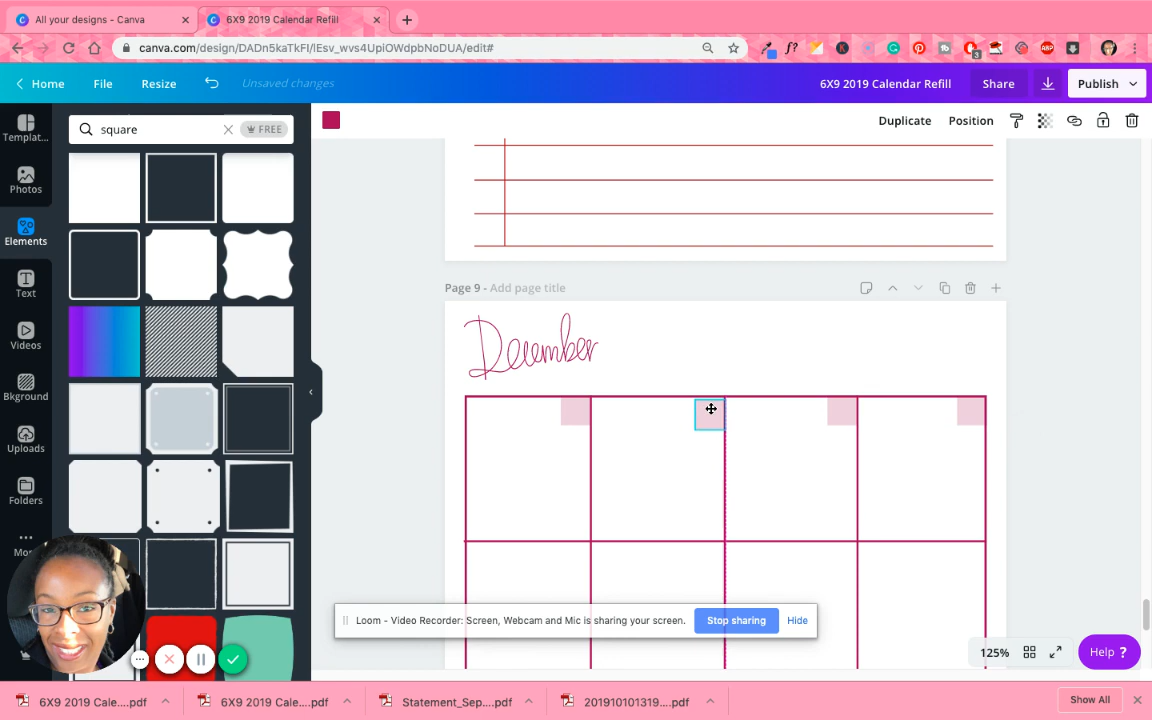 All your designs - Canva
6X9 2019 Calendar Refill
canva.com/design/DADn5kaTkFI/lEsv_wvs4UpiOWdpbNoDUA/edit#
f?
3
ABP
Home
File
Resize
Unsaved changes
6X9 2019 Calendar Refill
Share
Publish
square
FREE
Duplicate
Position
Templat...
Photos
Elements
Text
Videos
Bkground
Uploads
Folders
Page 9 - Add page title
December
Loom - Video Recorder: Screen, Webcam and Mic is sharing your screen.
Stop sharing
Hide
125%
Help ?
6X9 2019 Cale....pdf
6X9 2019 Cale....pdf
Statement_Sep....pdf
201910101319....pdf
Show All